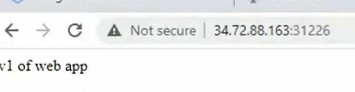 Not secure | 34.72.88.163:31226
v1 of web app